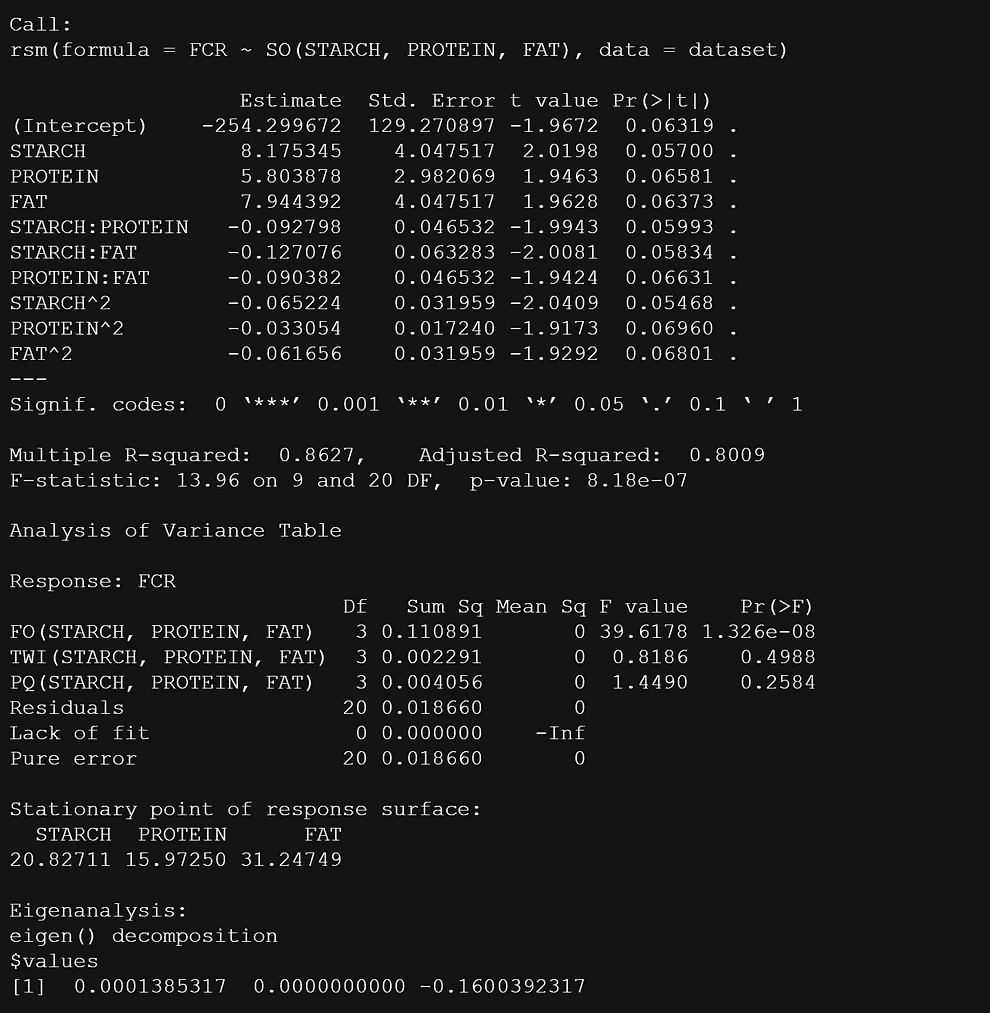 Call:
rsm(formula = FCR ~ SO(STARCH, PROTEIN, FAT), data = dataset)
Estimate Std. Error t value Pr(>|t|)
(Intercept) -254.299672 129.270897 -1.9672 0.06319 .
STARCH 8.175345 4.047517 2.0198 0.05700 .
PROTEIN 5.803878 2.982069 1.9463 0.06581 .
FAT 7.944392 4.047517 1.9628 0.06373 .
STARCH:PROTEIN -0.092798 0.046532 -1.9943 0.05993 .
STARCH:FAT -0.127076 0.063283 -2.0081 0.05834 .
PROTEIN:FAT -0.090382 0.046532 -1.9424 0.06631 .
STARCH^2 -0.065224 0.031959 -2.0409 0.05468 .
PROTEIN^2 -0.033054 0.017240 -1.9173 0.06960 .
FAT^2 -0.061656 0.031959 -1.9292 0.06801 .
---
Signif. codes: 0 ‘***’ 0.001 ‘**’ 0.01 ‘*’ 0.05 ‘.’ 0.1 ‘ ’ 1
Multiple R-squared: 0.8627, Adjusted R-squared: 0.8009
F-statistic: 13.96 on 9 and 20 DF, p-value: 8.18e-07
Analysis of Variance Table
Response: FCR
Df Sum Sq Mean Sq F value Pr(>F)
FO(STARCH, PROTEIN, FAT) 3 0.110891 0 39.6178 1.326e-08
TWI(STARCH, PROTEIN, FAT) 3 0.002291 0 0.8186 0.4988
PQ(STARCH, PROTEIN, FAT) 3 0.004056 0 1.4490 0.2584
Residuals 20 0.018660 0
Lack of fit 0 0.000000 -Inf
Pure error 20 0.018660 0
Stationary point of response surface:
STARCH PROTEIN FAT
20.82711 15.97250 31.24749
Eigenanalysis:
eigen() decomposition
$values
[1] 0.0001385317 0.0000000000 -0.1600392317